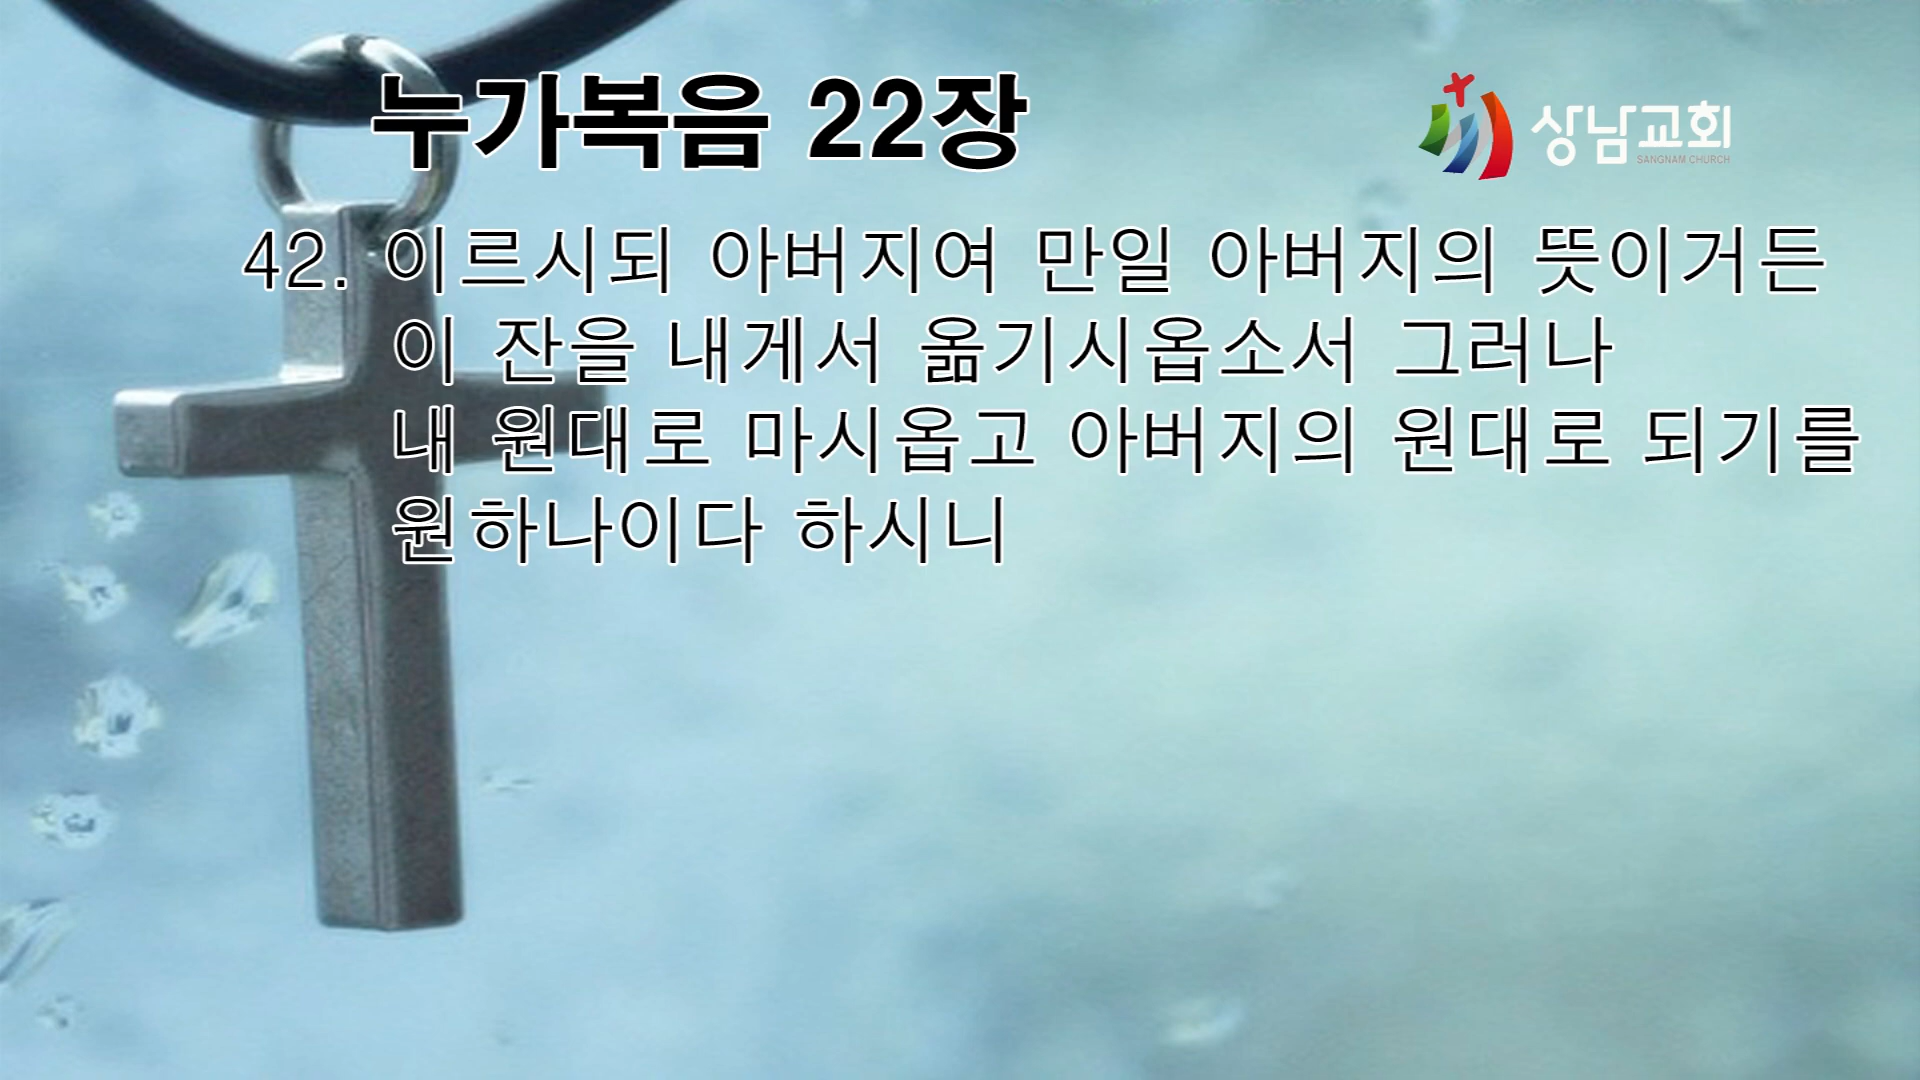 누가복음 22장
상남교회
SANGNAM CHURCH
42. 이르시되 아버지여 만일 아버지의 뜻이거든
이 잔을 내게서 옮기시옵소서 그러나
내 원대로 마시옵고 아버지의 원대로 되기를
원하나이다 하시니